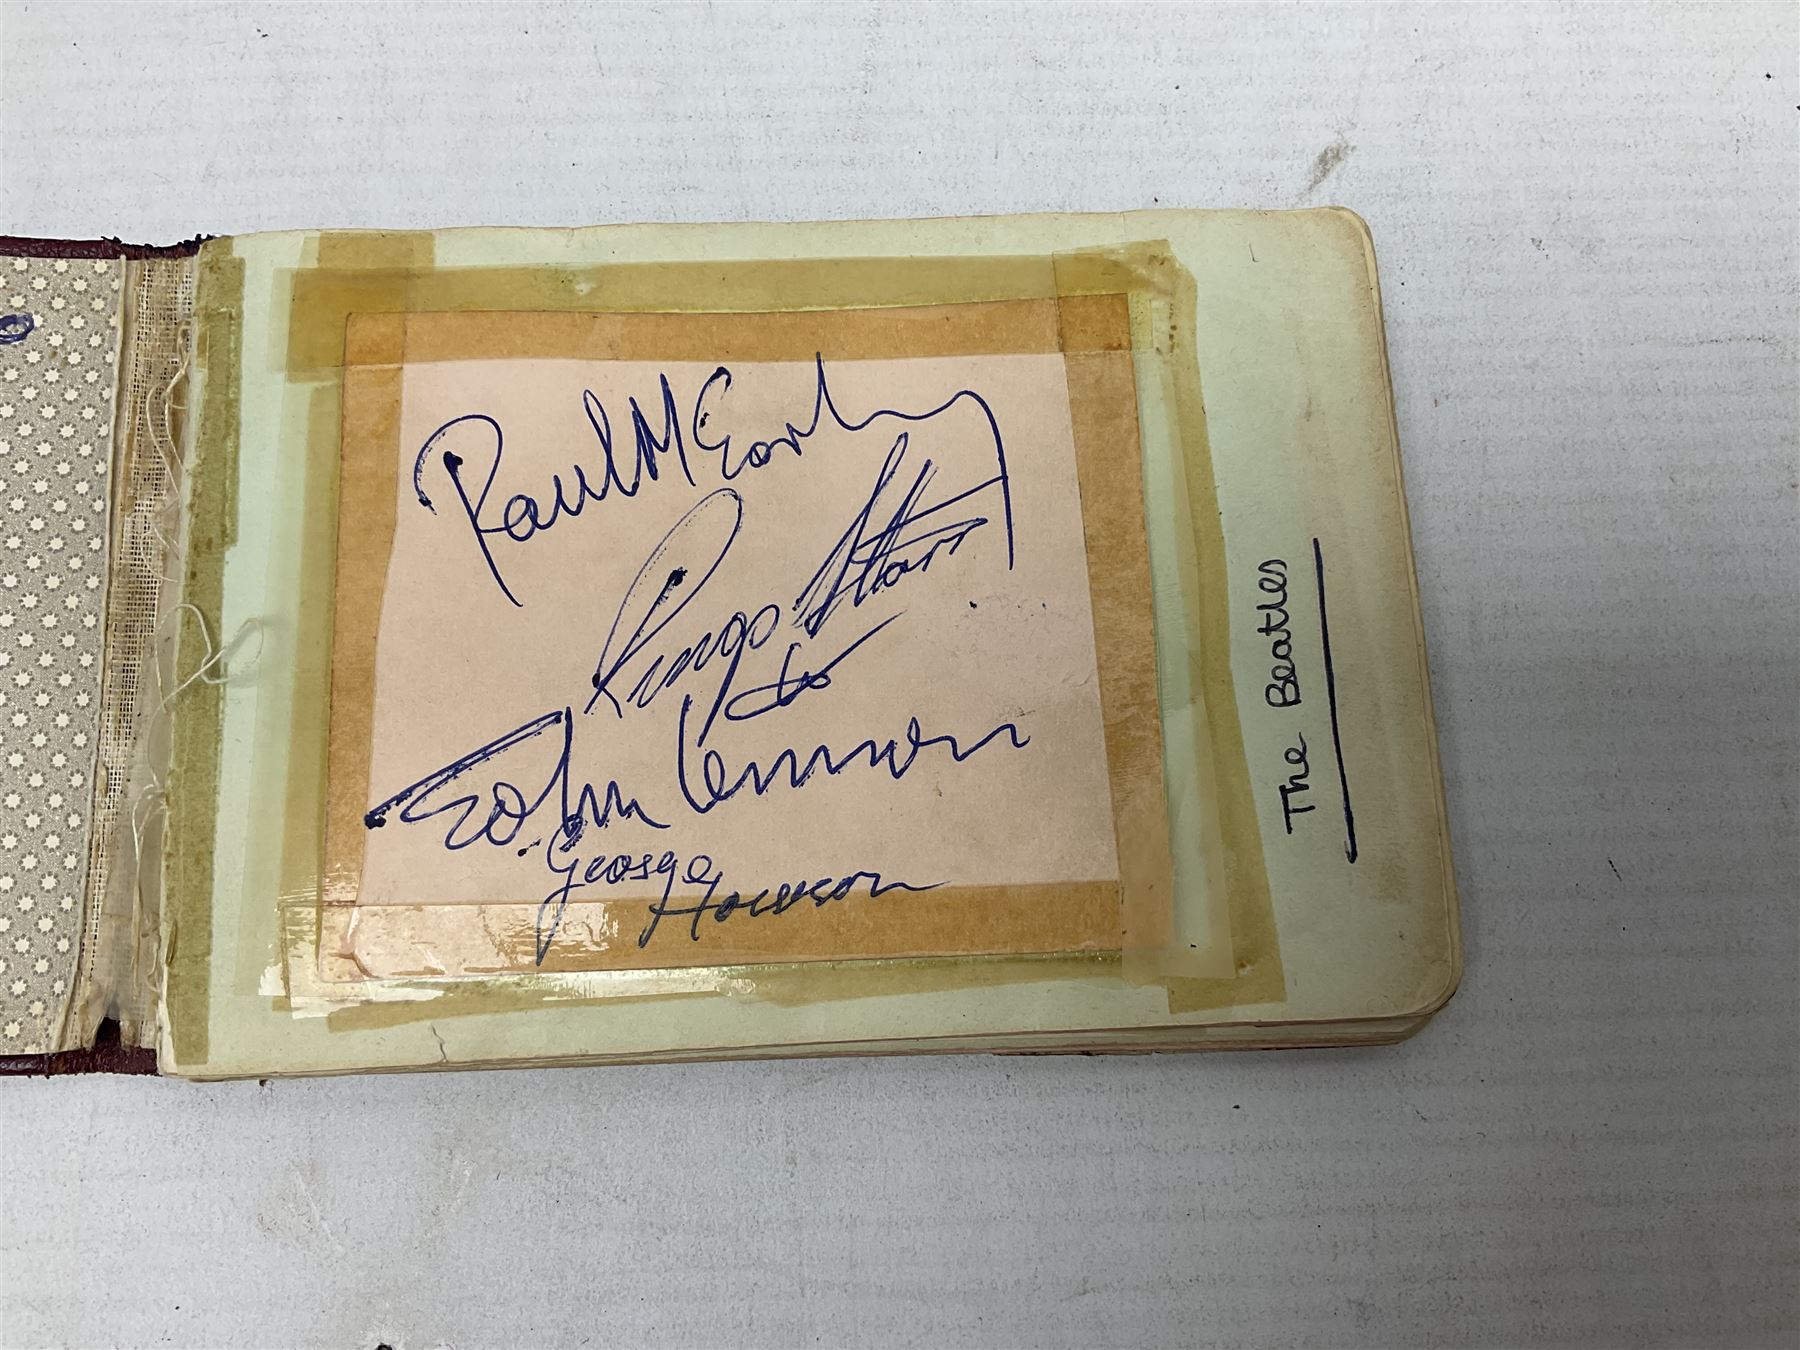 Paul McCartney
Ringo Starr
John Lennon
George Harrison
The Beatles